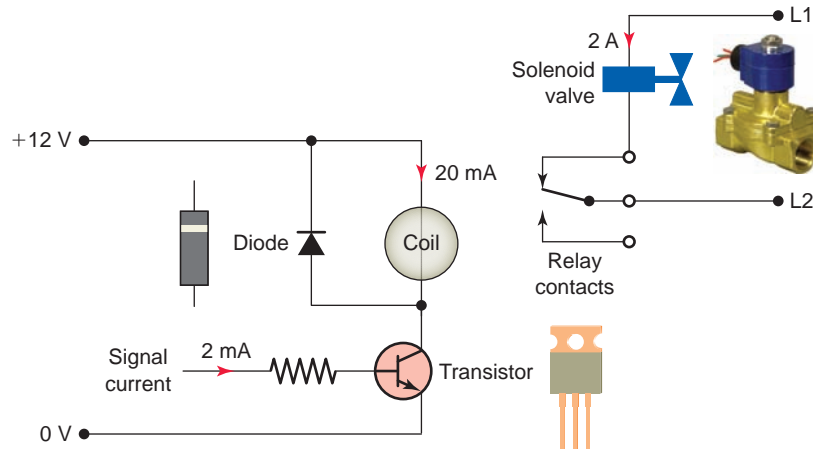 L1
2 A
Solenoid
valve
+12 V
20 mA
L2
Diode
Coil
Relay
contacts
Signal
current
2 mA
Transistor
0 V